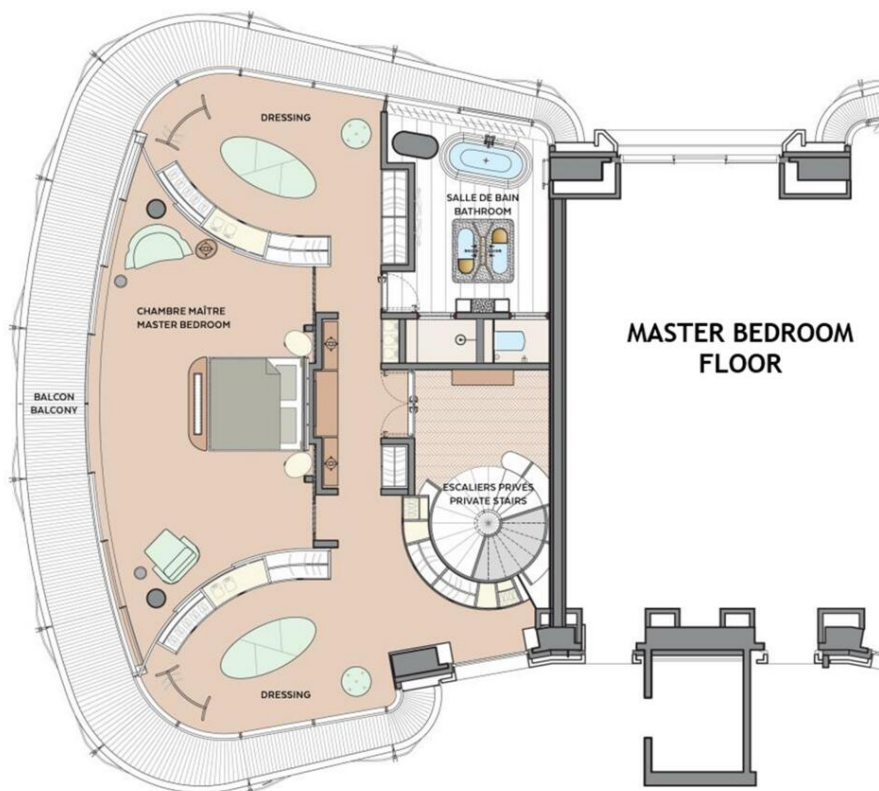 DRESSING
SALLE DE BAIN
BATHROOM
CHAMBRE MAÎTRE
MASTER BEDROOM
MASTER BEDROOM
FLOOR
BALCON
BALCONY
ESCALIERS PRIVÉS
PRIVATE STAIRS
DRESSING